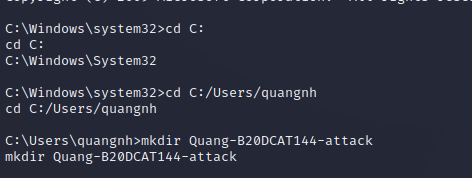 C:\Windows\system32>cd C:
cd C:
C:\Windows\System32
C:\Windows\system32>cd C:/Users/quangnh
cd C:/Users/quangnh
C:\Users\quangnh>mkdir Quang-B20DCAT144-attack
mkdir Quang-B20DCAT144-attack